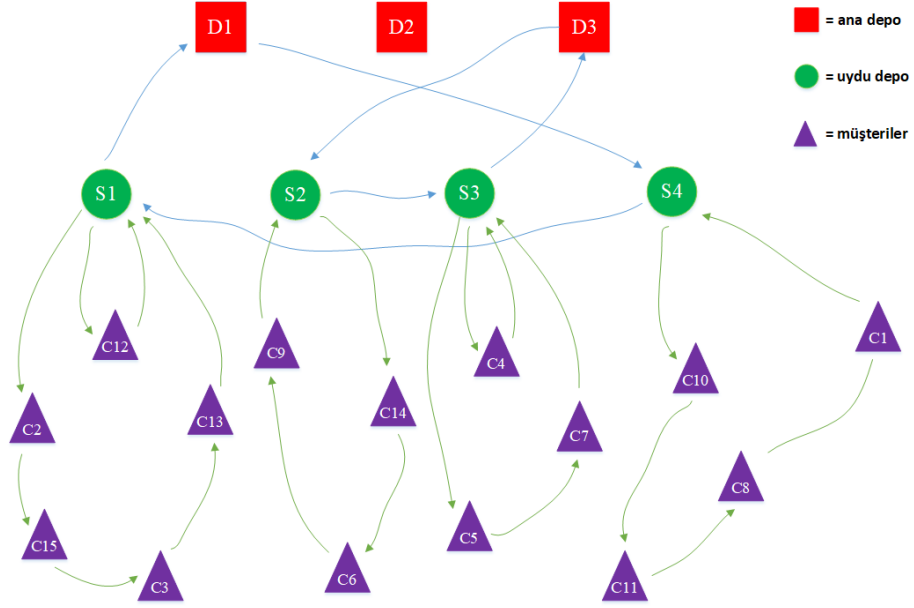 D1
D2
D3
= ana depo
= uydu depo
= müşteriler
S1
S2
S3
S4
C12
C9
C4
C1
C10
C2
C13
C14
C7
C8
C15
C5
C3
C6
C11